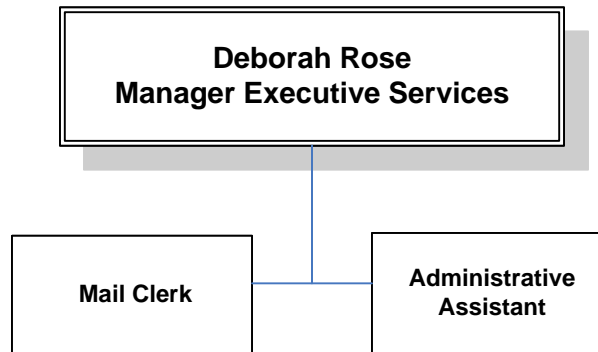 Deborah Rose
Manager Executive Services
Mail Clerk
Administrative
Assistant